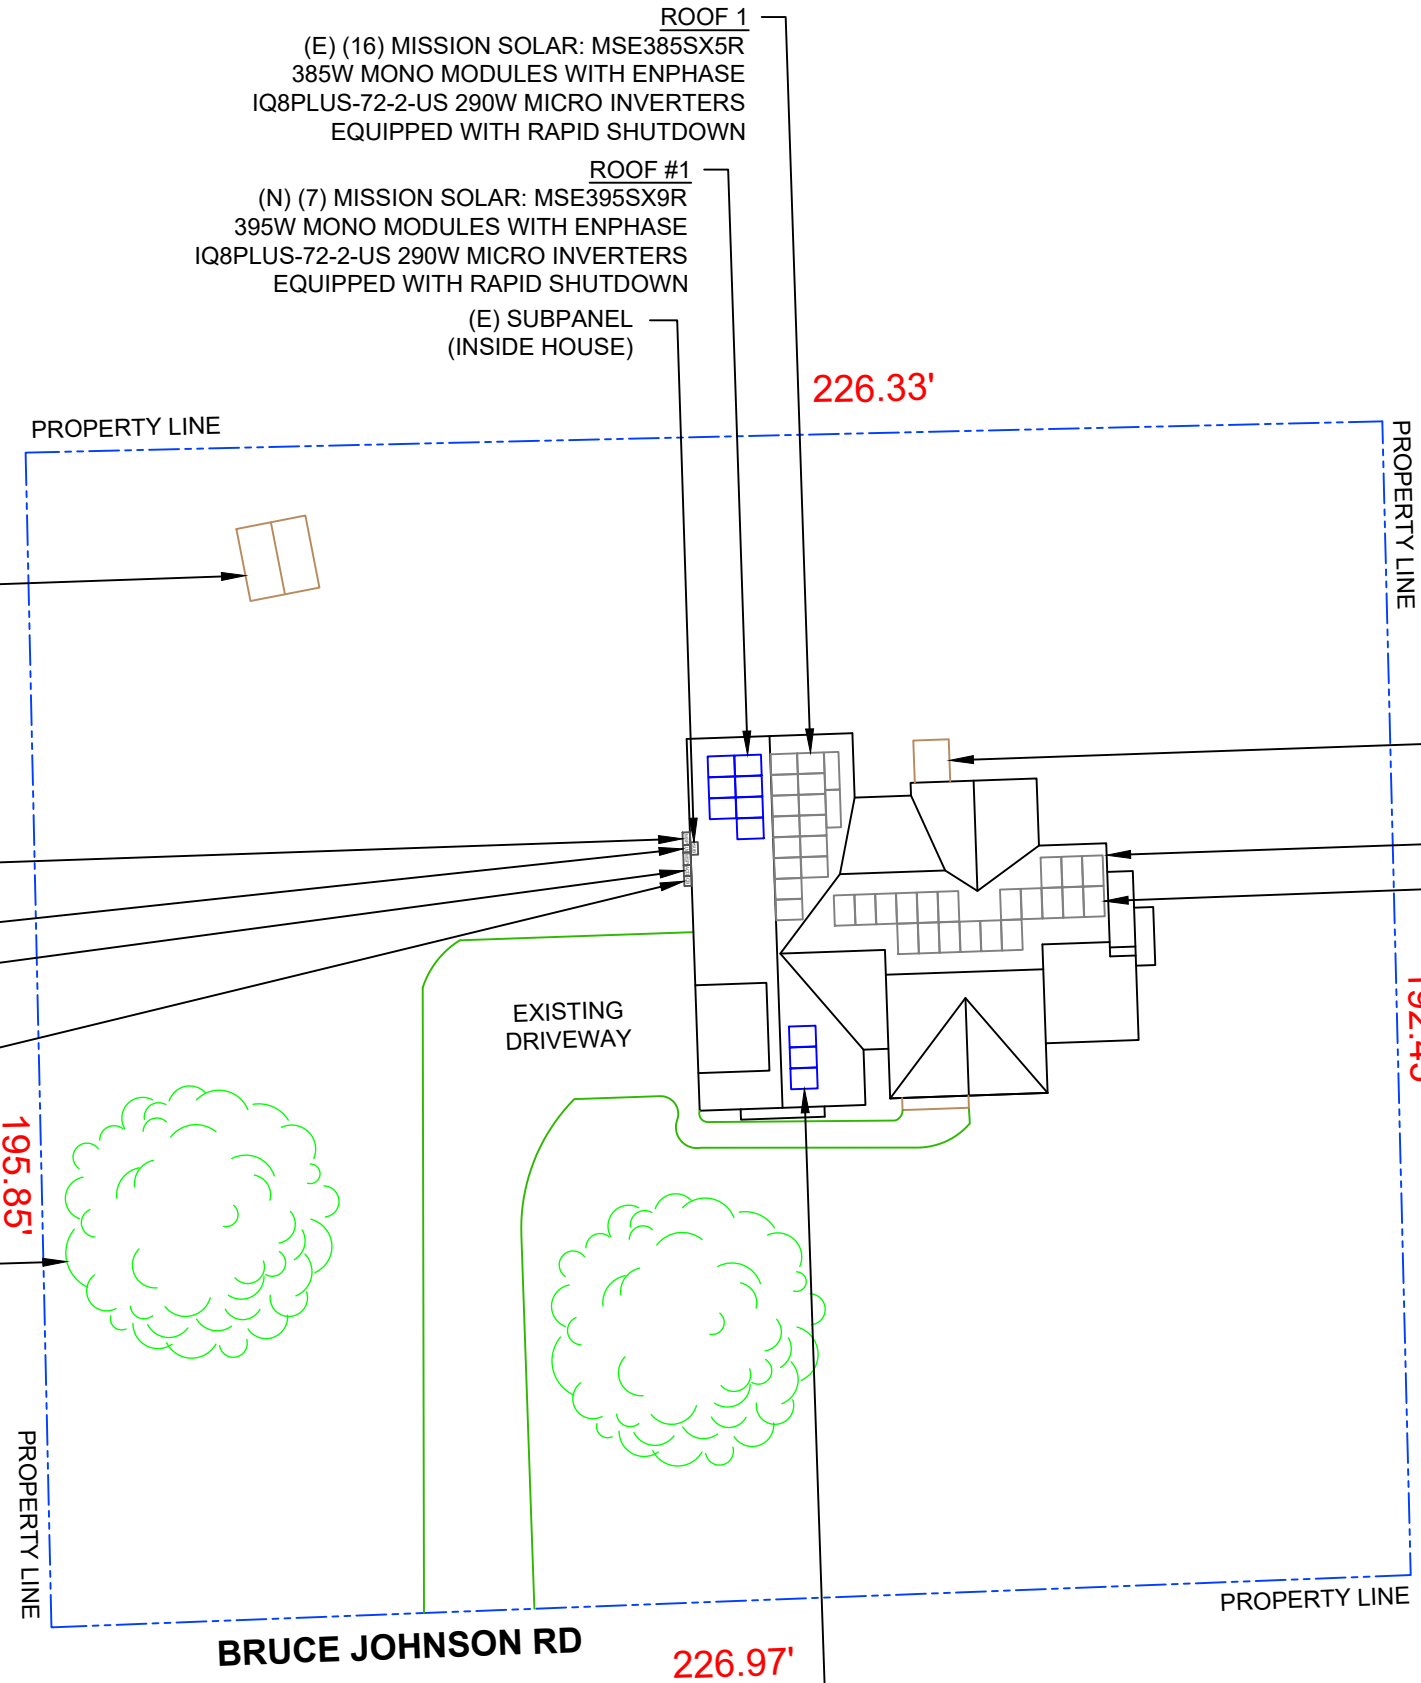 ROOF 1
(E) (16) MISSION SOLAR: MSE385SX5R
385W MONO MODULES WITH ENPHASE
IQ8PLUS-72-2-US 290W MICRO INVERTERS
EQUIPPED WITH RAPID SHUTDOWN
ROOF #1
(N) (7) MISSION SOLAR: MSE395SX9R
395W MONO MODULES WITH ENPHASE
IQ8PLUS-72-2-US 290W MICRO INVERTERS
EQUIPPED WITH RAPID SHUTDOWN
(E) SUBPANEL
(INSIDE HOUSE)
226.33'
PROPERTY LINE
PROPERTY LINE
EXISTING
DRIVEWAY
195.85'
PROPERTY LINE
PROPERTY LINE
BRUCE JOHNSON RD
226.97'